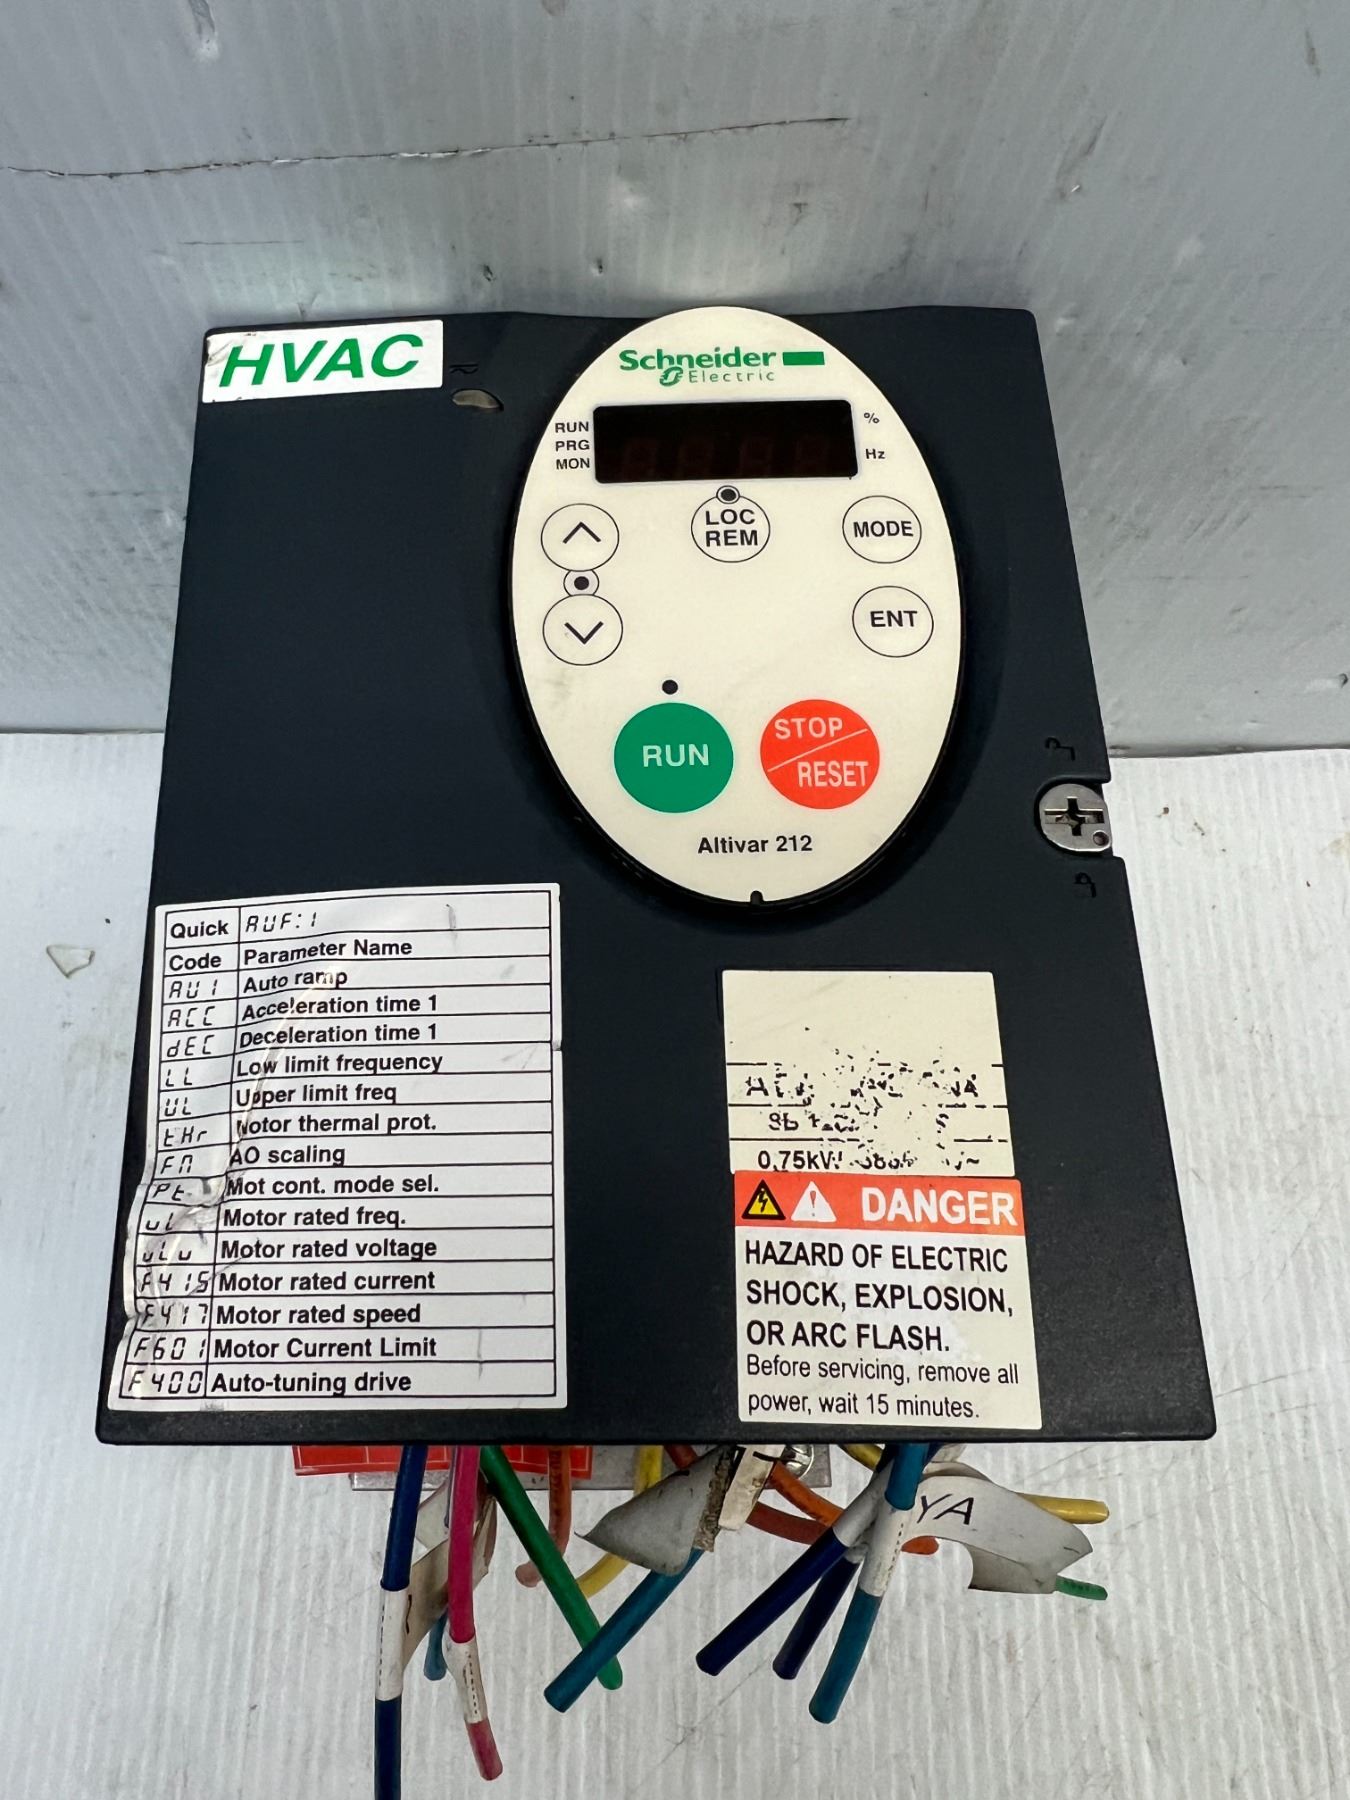 HVAC
Schneider
Electric
RUN
PRG
MON
%
Hz
LOC
REM
MODE
ENT
RUN
STOP
RESET
Altivar 212
Quick AUF:1
Code Parameter Name
AU1 Auto ramp
ACC Acceleration time 1
dEC Deceleration time 1
LL Low limit frequency
UL Upper limit freq
tHr Motor thermal prot.
FM AO scaling
Pt Mot cont. mode sel.
uL Motor rated freq.
uLu Motor rated voltage
F415 Motor rated current
F417 Motor rated speed
F601 Motor Current Limit
F400 Auto-tuning drive
0,75kW
DANGER
HAZARD OF ELECTRIC
SHOCK, EXPLOSION,
OR ARC FLASH.
Before servicing, remove all
power, wait 15 minutes.
YA